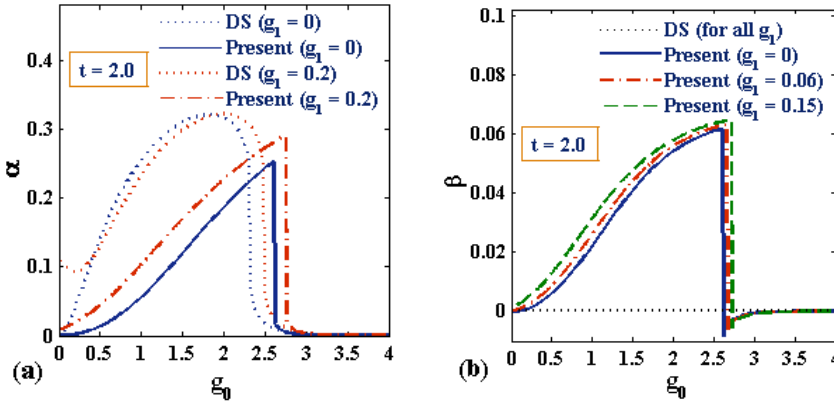 DS (g1 = 0)
Present (g1 = 0)
DS (g1 = 0.2)
Present (g1 = 0.2)
t = 2.0
α
0.4
0.3
0.2
0.1
0
0 0.5 1 1.5 2 2.5 3 3.5 4
g0
(a)
DS (for all g1)
Present (g1 = 0)
Present (g1 = 0.06)
Present (g1 = 0.15)
t = 2.0
β
0.1
0.08
0.06
0.04
0.02
0
0 0.5 1 1.5 2 2.5 3 3.5 4
g0
(b)